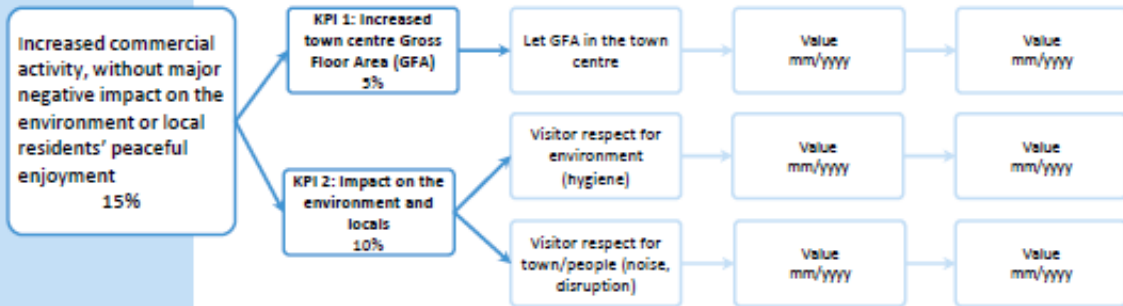 Increased commercial
activity, without major
negative impact on the
environment or local
residents' peaceful
enjoyment
15%
KPI 1: Increased
town centre Gross
Floor Area (GFA)
5%
Let GFA in the town
centre
Value
mm/yyyy
Value
mm/yyyy
KPI 2: Impact on the
environment and
locals
10%
Visitor respect for
environment
(hygiene)
Value
mm/yyyy
Value
mm/yyyy
Visitor respect for
town/people (noise,
disruption)
Value
mm/yyyy
Value
mm/yyyy